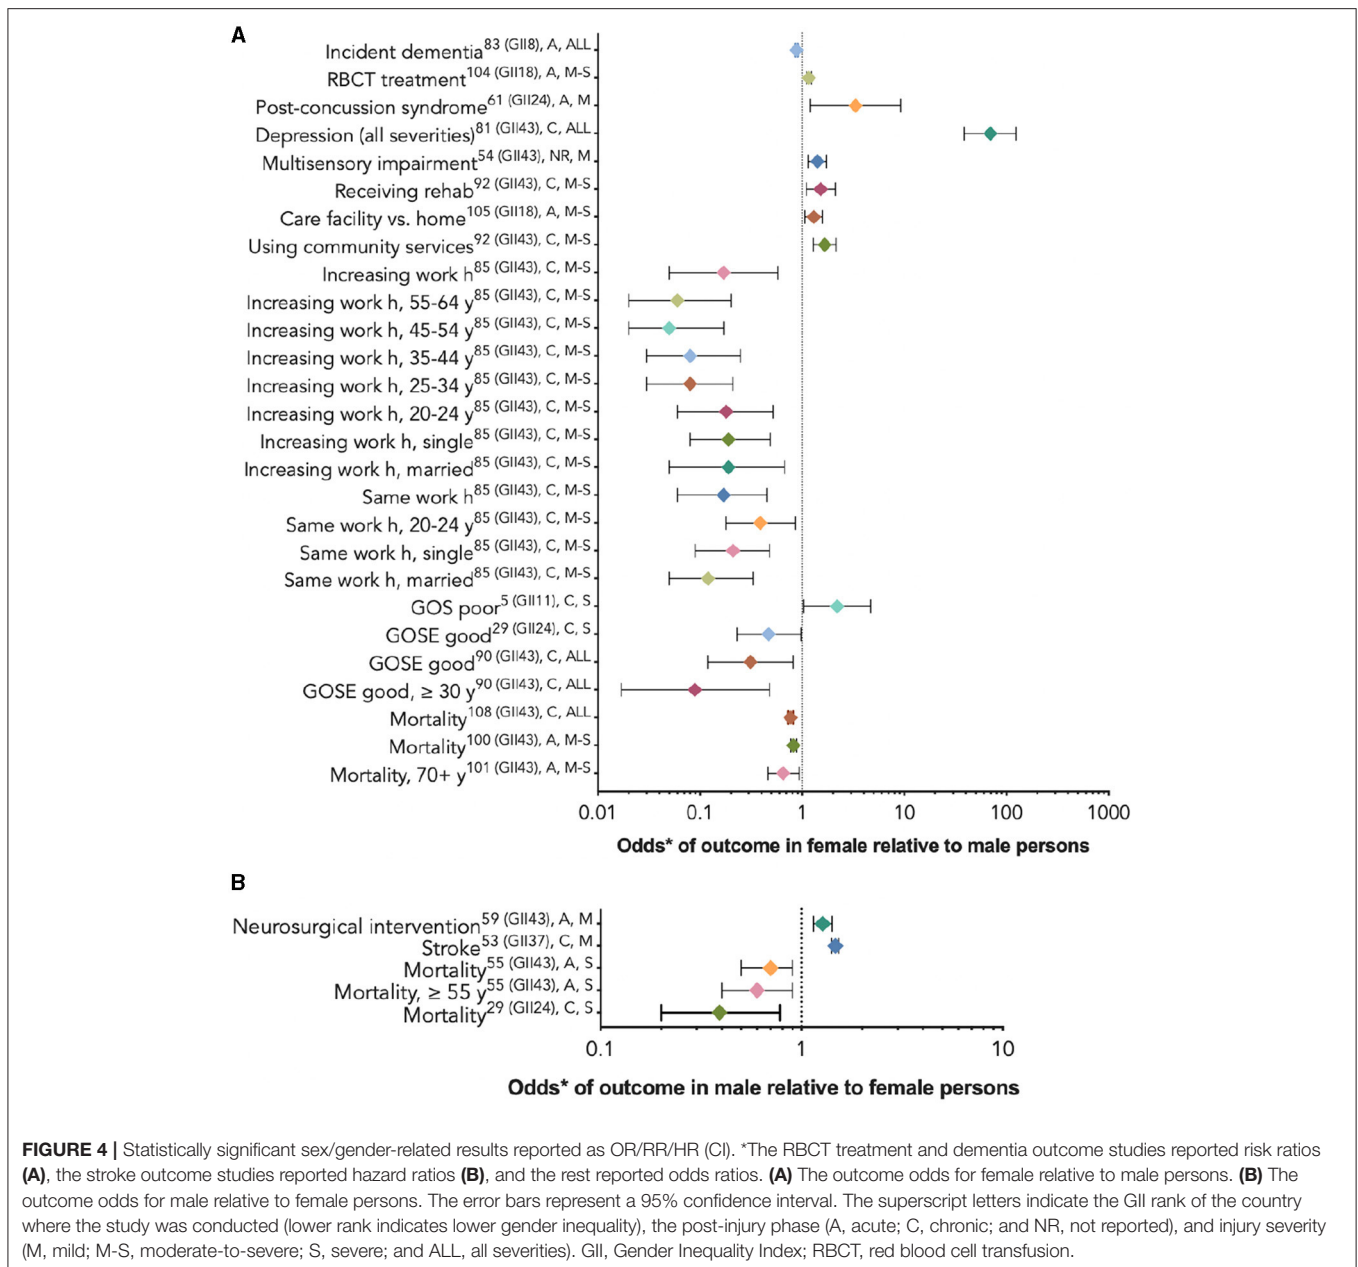 A
Incident dementia83 (GII8), A, ALL
RBCT treatment104 (GII18), A, M-S
Post-concussion syndrome61 (GII24), A, M
Depression (all severities)81 (GII43), C, ALL
Multisensory impairment54 (GII43), NR, M
Receiving rehab92 (GII43), C, M-S
Care facility vs. home105 (GII18), A, M-S
Using community services92 (GII43), C, M-S
Increasing work h85 (GII43), C, M-S
Increasing work h, 55-64 y85 (GII43), C, M-S
Increasing work h, 45-54 y85 (GII43), C, M-S
Increasing work h, 35-44 y85 (GII43), C, M-S
Increasing work h, 25-34 y85 (GII43), C, M-S
Increasing work h, 20-24 y85 (GII43), C, M-S
Increasing work h, single85 (GII43), C, M-S
Increasing work h, married85 (GII43), C, M-S
Same work h85 (GII43), C, M-S
Same work h, 20-24 y85 (GII43), C, M-S
Same work h, single85 (GII43), C, M-S
Same work h, married85 (GII43), C, M-S
GOS poor5 (GII11), C, S
GOSE good29 (GII24), C, S
GOSE good90 (GII43), C, ALL
GOSE good, ≥ 30 y90 (GII43), C, ALL
Mortality108 (GII43), C, ALL
Mortality100 (GII43), A, M-S
Mortality, 70+ y101 (GII43), A, M-S
0.01 0.1 1 10 100 1000
Odds* of outcome in female relative to male persons
B
Neurosurgical intervention59 (GII43), A, M
Stroke53 (GII37), C, M
Mortality55 (GII43), A, S
Mortality, ≥ 55 y55 (GII43), A, S
Mortality29 (GII24), C, S
0.1 1 10
Odds* of outcome in male relative to female persons
FIGURE 4 | Statistically significant sex/gender-related results reported as OR/RR/HR (CI). *The RBCT treatment and dementia outcome studies reported risk ratios
(A), the stroke outcome studies reported hazard ratios (B), and the rest reported odds ratios. (A) The outcome odds for female relative to male persons. (B) The
outcome odds for male relative to female persons. The error bars represent a 95% confidence interval. The superscript letters indicate the GII rank of the country
where the study was conducted (lower rank indicates lower gender inequality), the post-injury phase (A, acute; C, chronic; and NR, not reported), and injury severity
(M, mild; M-S, moderate-to-severe; S, severe; and ALL, all severities). GII, Gender Inequality Index; RBCT, red blood cell transfusion.